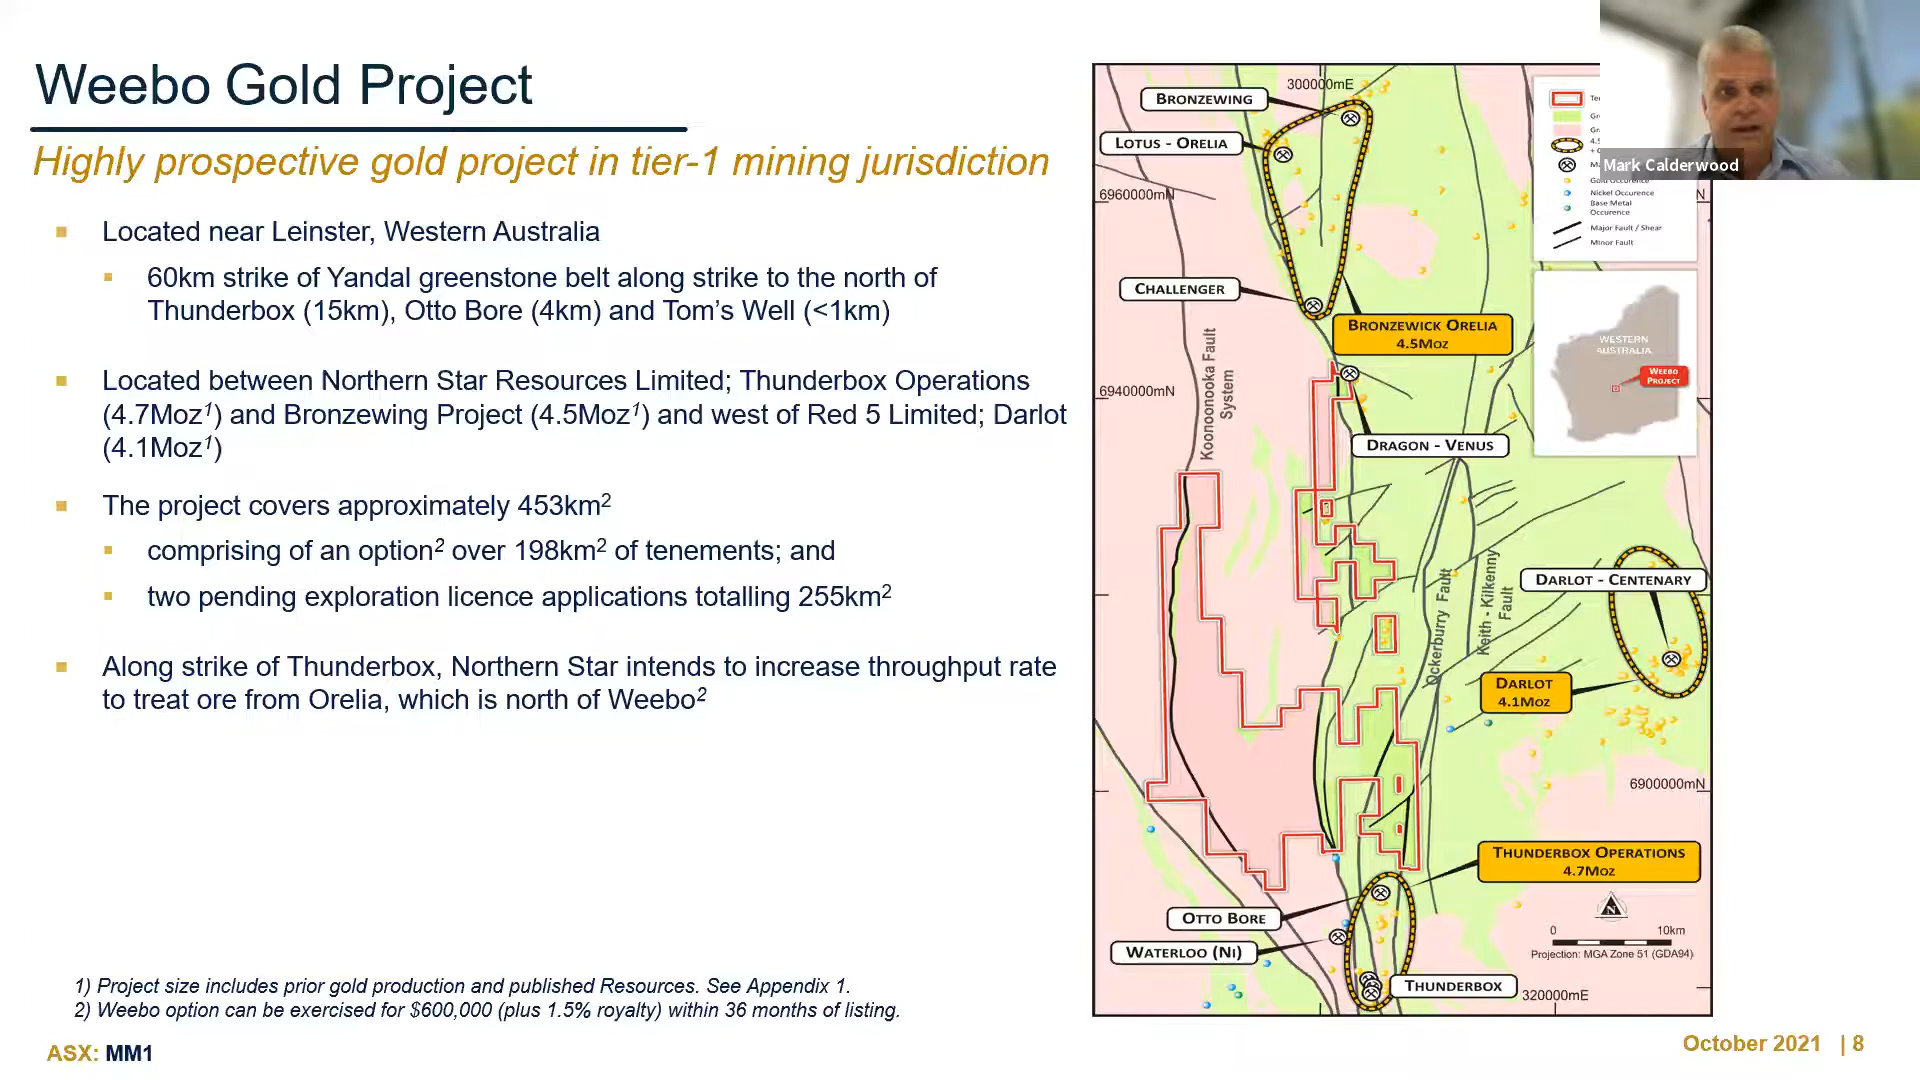 Weebo Gold Project
Highly prospective gold project in tier-1 mining jurisdiction
Located near Leinster, Western Australia
60km strike of Yandal greenstone belt along strike to the north of
Thunderbox (15km), Otto Bore (4km) and Tom's Well (<1km)
Located between Northern Star Resources Limited; Thunderbox Operations
(4.7Moz¹) and Bronzewing Project (4.5Moz¹) and west of Red 5 Limited; Darlot
(4.1Moz¹)
The project covers approximately 453km²
comprising of an option² over 198km² of tenements; and
two pending exploration licence applications totalling 255km²
Along strike of Thunderbox, Northern Star intends to increase throughput rate
to treat ore from Orelia, which is north of Weebo²
1) Project size includes prior gold production and published Resources. See Appendix 1.
2) Weebo option can be exercised for $600,000 (plus 1.5% royalty) within 36 months of listing.
ASX: MM1
October 2021 | 8
300000mE
BRONZEWING
LOTUS - ORELIA
6960000mN
CHALLENGER
BRONZEWICK ORELIA
4.5MOZ
Koonoonooka Fault
System
6940000mN
DRAGON - VENUS
Ockerburry Fault
Keith - Kilkenny
Fault
DARLOT - CENTENARY
DARLOT
4.1MOZ
6900000mN
THUNDERBOX OPERATIONS
4.7MOZ
OTTO BORE
WATERLOO (NI)
THUNDERBOX
320000mE
N
0 10km
Projection: MGA Zone 51 (GDA94)
Gold Occurence
Nickel Occurence
Base Metal
Occurence
Major Fault / Shear
Minor Fault
WESTERN
AUSTRALIA
WEEBO
PROJECT
Mark Calderwood